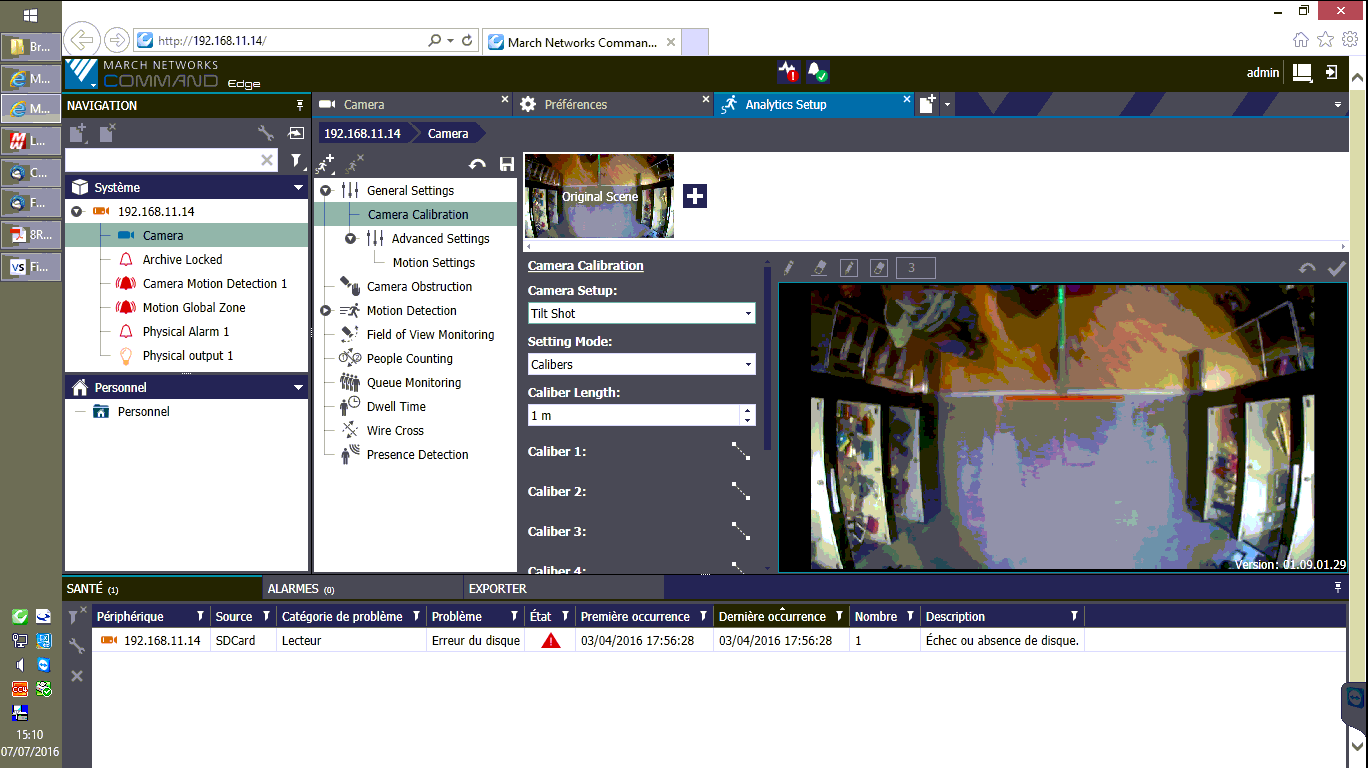 Br...
M...
M...
L...
C...
F...
8R...
Fi...
15:10
07/07/2016
http://192.168.11.14/
March Networks Comman...
MARCH NETWORKS
COMMAND Edge
admin
NAVIGATION
Système
192.168.11.14
Camera
Archive Locked
Camera Motion Detection 1
Motion Global Zone
Physical Alarm 1
Physical output 1
Personnel
Personnel
Camera
Préférences
Analytics Setup
192.168.11.14
Camera
General Settings
Camera Calibration
Advanced Settings
Motion Settings
Camera Obstruction
Motion Detection
Field of View Monitoring
People Counting
Queue Monitoring
Dwell Time
Wire Cross
Presence Detection
Original Scene
Camera Calibration
Camera Setup:
Tilt Shot
Setting Mode:
Calibers
Caliber Length:
1 m
Caliber 1:
Caliber 2:
Caliber 3:
Caliber 4:
3
Version: 01.09.01.29
SANTÉ (1)
ALARMES (0)
EXPORTER
Périphérique Source Catégorie de problème Problème État Première occurrence Dernière occurrence Nombre Description
192.168.11.14 SDCard Lecteur Erreur du disque 03/04/2016 17:56:28 03/04/2016 17:56:28 1 Échec ou absence de disque.